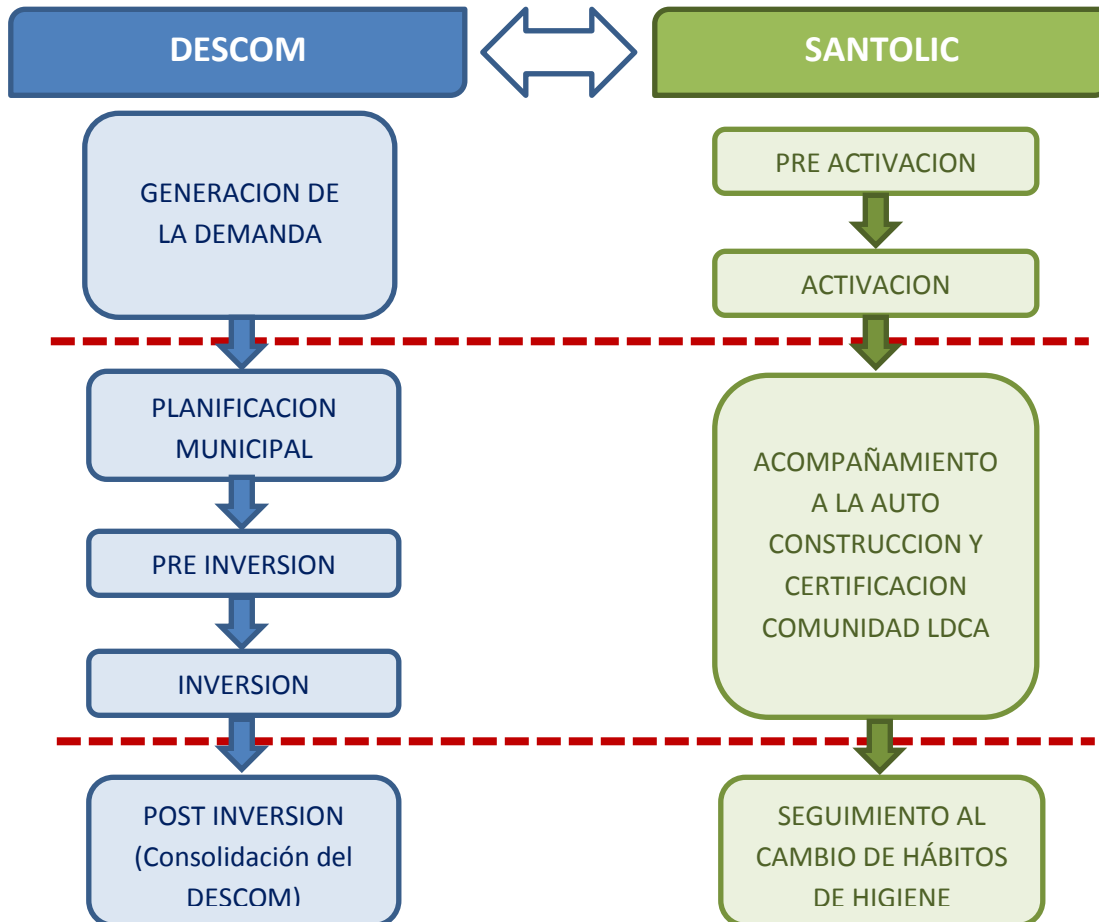 DESCOM
SANTOLIC
GENERACION DE
LA DEMANDA
PLANIFICACION
MUNICIPAL
PRE INVERSION
INVERSION
POST INVERSION
(Consolidación del
DESCOM)
PRE ACTIVACION
ACTIVACION
ACOMPAÑAMIENTO
A LA AUTO
CONSTRUCCION Y
CERTIFICACION
COMUNIDAD LDCA
SEGUIMIENTO AL
CAMBIO DE HÁBITOS
DE HIGIENE